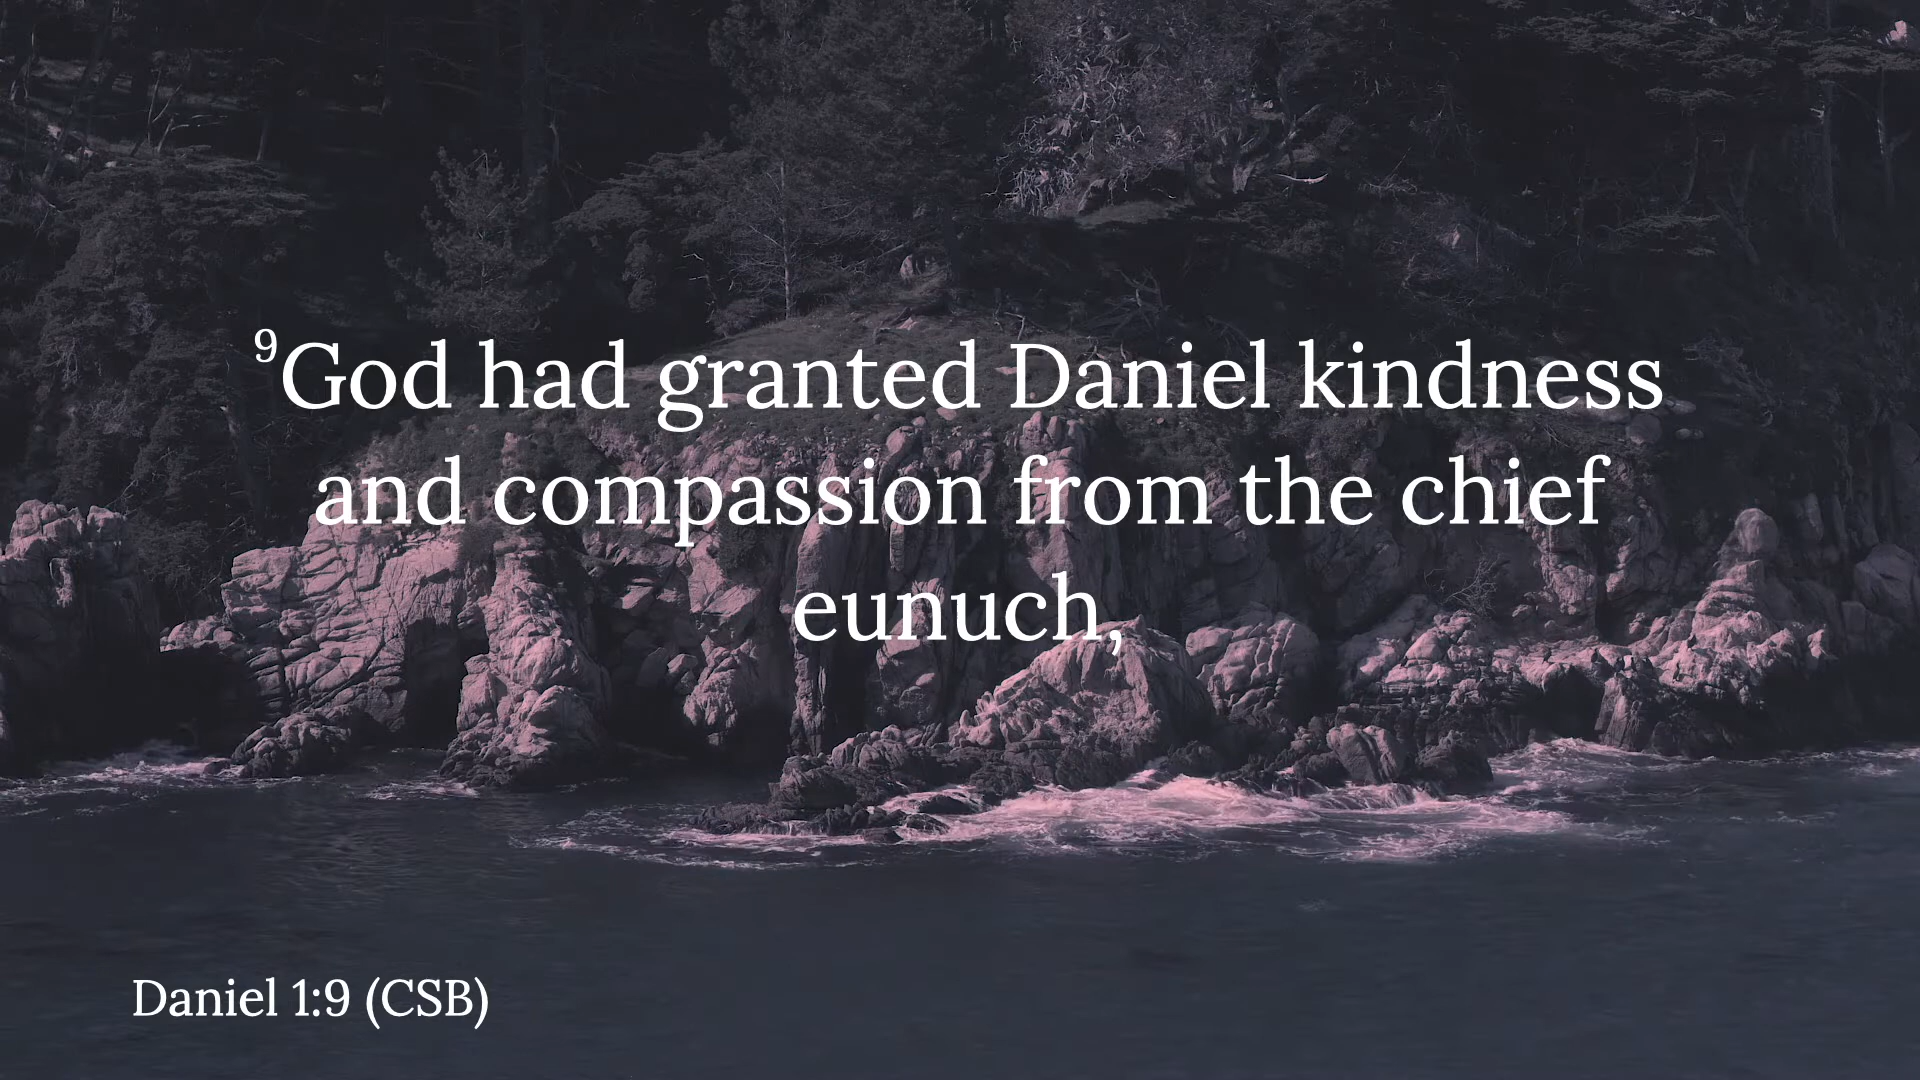 ⁹God had granted Daniel kindness
and compassion from the chief
eunuch,
Daniel 1:9 (CSB)